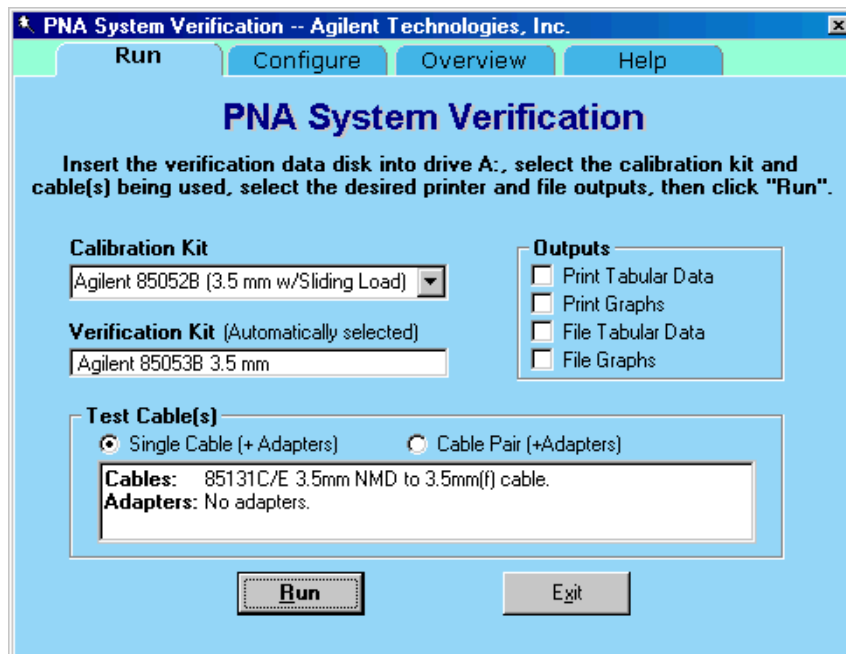 PNA System Verification -- Agilent Technologies, Inc.
Run
Configure
Overview
Help
PNA System Verification
Insert the verification data disk into drive A:, select the calibration kit and
cable(s) being used, select the desired printer and file outputs, then click "Run".
Calibration Kit
Agilent 85052B (3.5 mm w/Sliding Load)
Verification Kit (Automatically selected)
Agilent 85053B 3.5 mm
Outputs
Print Tabular Data
Print Graphs
File Tabular Data
File Graphs
Test Cable(s)
Single Cable (+ Adapters)
Cable Pair (+Adapters)
Cables: 85131C/E 3.5mm NMD to 3.5mm(f) cable.
Adapters: No adapters.
Run
Exit